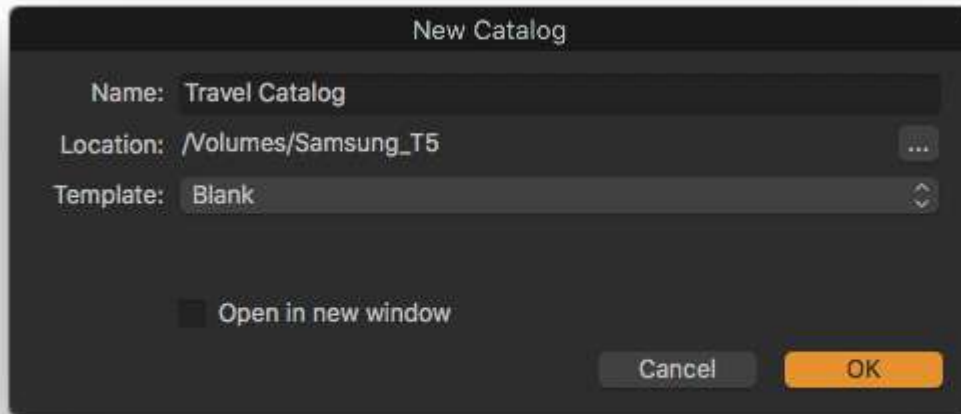 New Catalog
Name: Travel Catalog
Location: /Volumes/Samsung_T5 ...
Template: Blank
Open in new window
Cancel OK